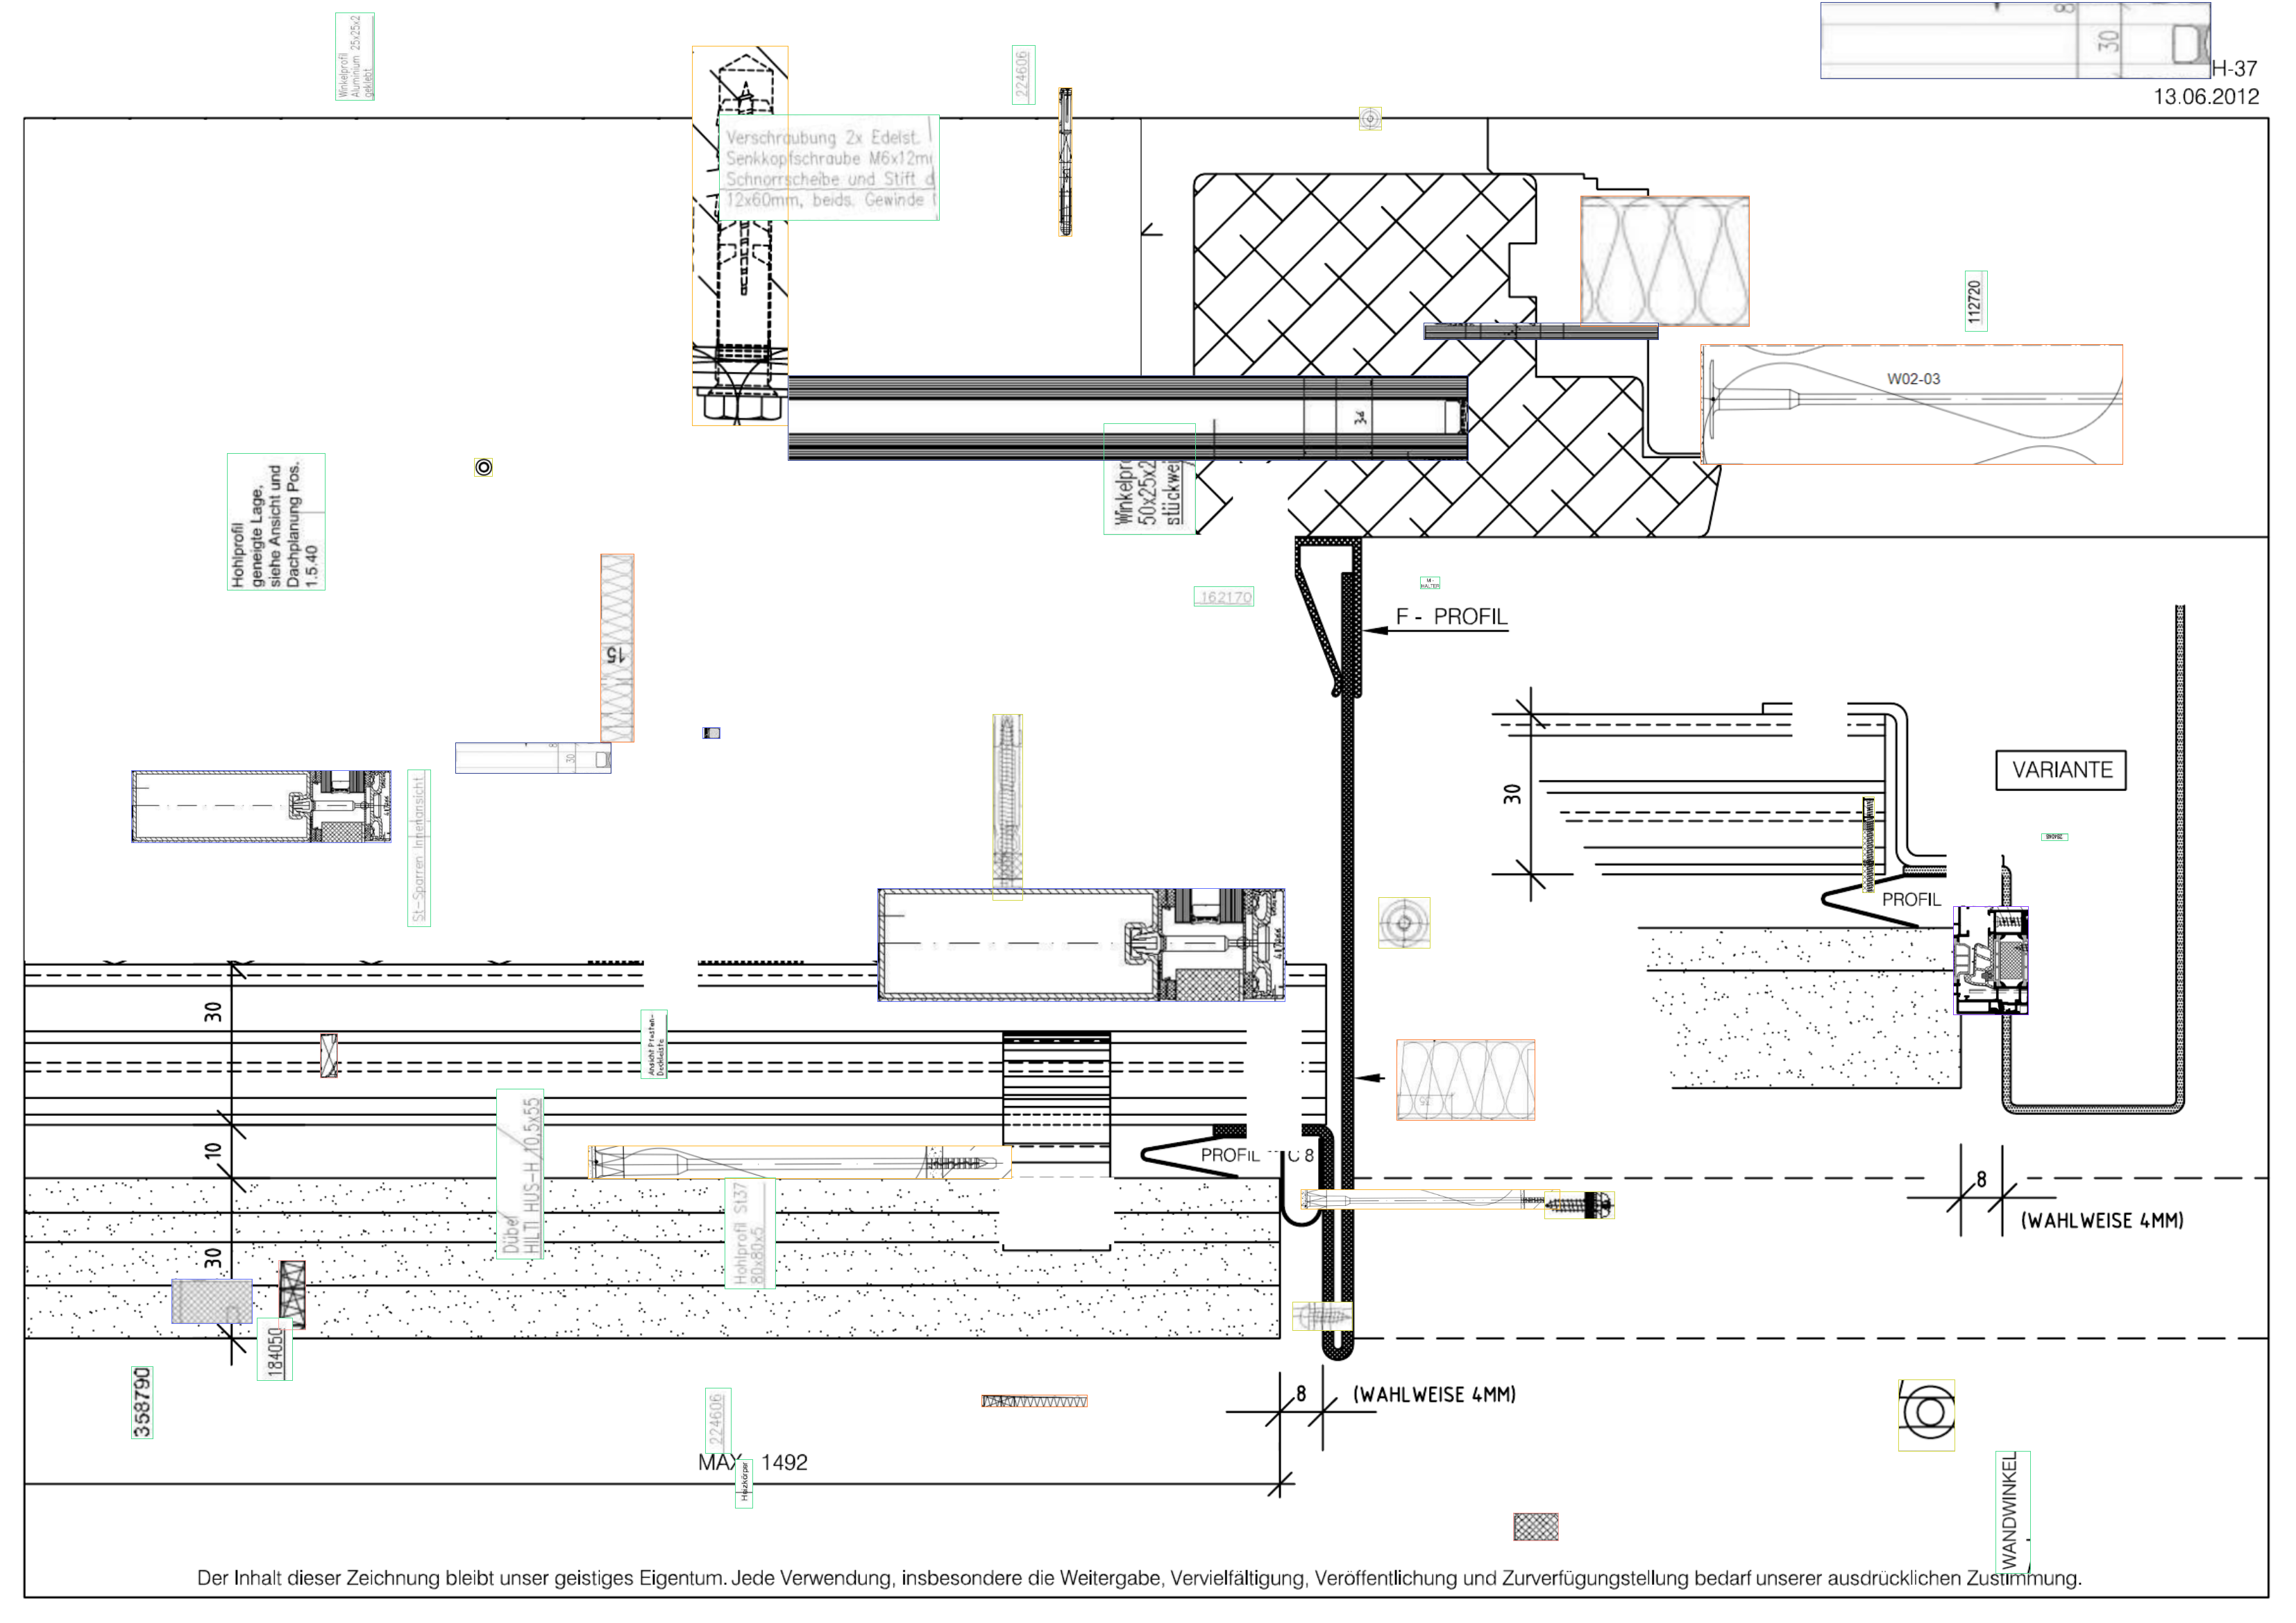 Winkelprofil
Aluminium 25x25x2
geklebt
224606
8
30
H-37
13.06.2012
Verschraubung 2x Edelst.
Senkkopfschraube M6x12m
Schnorrscheibe und Stift d
12x60mm, beids. Gewinde
112720
W02-03
34
Winkelpr
50x25x2
stückwei
Hohlprofil
geneigte Lage,
siehe Ansicht und
Dachplanung Pos.
1.5.40
162170
M-
HALTER
F - PROFIL
15
8
30
St-Sparren Innenansicht
30
VARIANTE
PROFIL
30
Ansicht Pfosten-
Deckleiste
10
Dübel
HILTI HUS-H 10,5x55
PROFIL C 8
Hohlprofil St37
80x80x5
8
(WAHLWEISE 4MM)
30
184050
358790
224606
8
(WAHLWEISE 4MM)
MAX 1492
Heizkörper
WANDWINKEL
Der Inhalt dieser Zeichnung bleibt unser geistiges Eigentum. Jede Verwendung, insbesondere die Weitergabe, Vervielfältigung, Veröffentlichung und Zurverfügungstellung bedarf unserer ausdrücklichen Zustimmung.